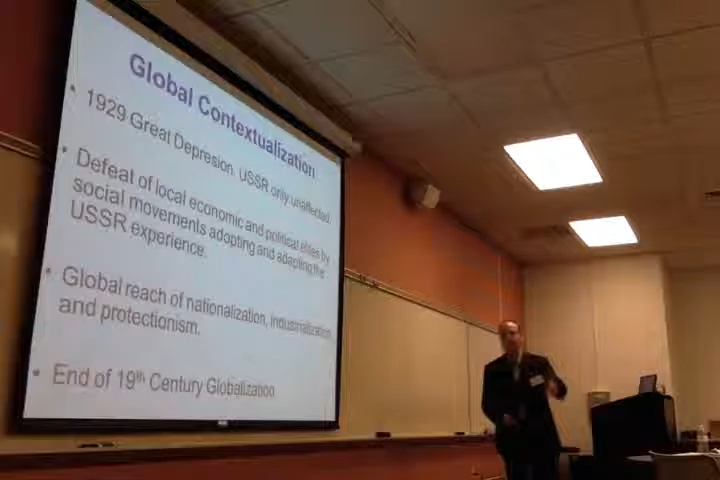 Global Contextualization
• 1929 Great Depresion. USSR only unaffected.
• Defeat of local economic and political elites by
social movements adopting and adapting the
USSR experience.
• Global reach of nationalization, industrialization
and protectionism.
• End of 19th Century Globalization